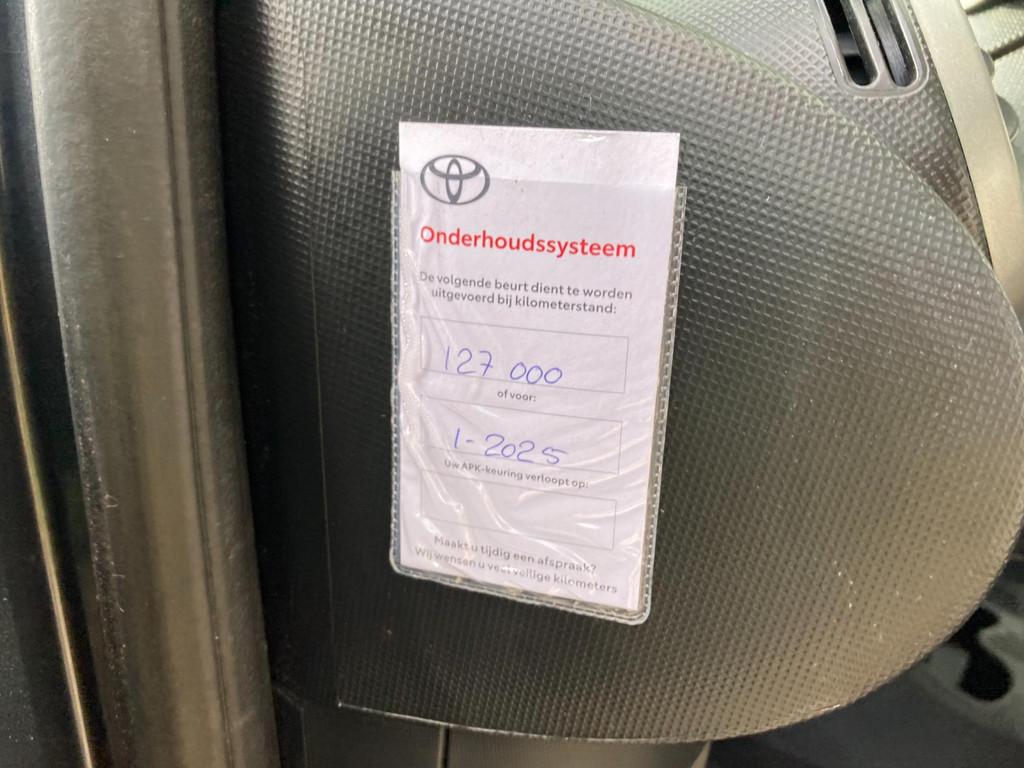 Onderhoudssysteem
De volgende beurt dient te worden
uitgevoerd bij kilometerstand:
127 000
of voor:
1-2025
Uw APK-keuring verloopt op:
Maakt u tijdig een afspraak?
Wij wensen u veel veilige kilometers